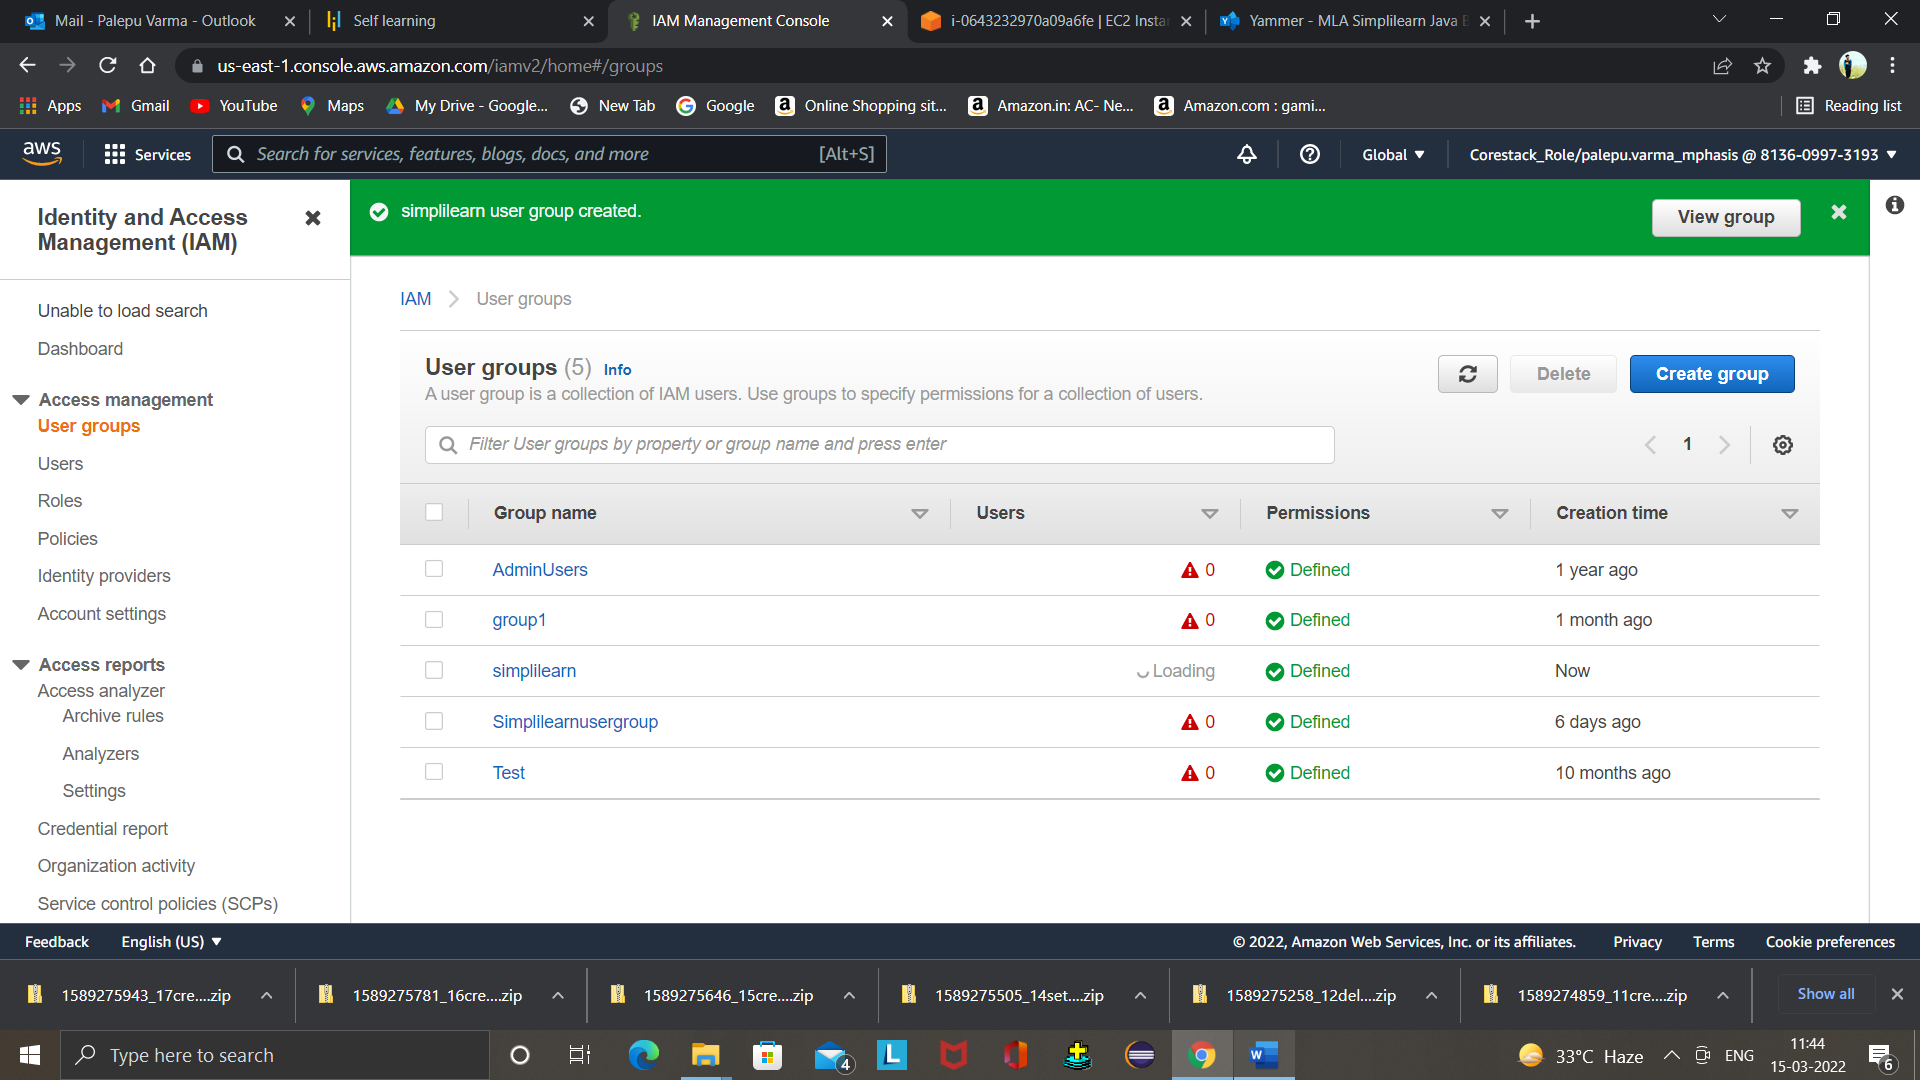 Mail - Palepu Varma - Outlook
Self learning
IAM Management Console
i-0643232970a09a6fe | EC2 Insta
Yammer - MLA Simplilearn Java B
us-east-1.console.aws.amazon.com/iamv2/home#/groups
Apps
Gmail
YouTube
Maps
My Drive - Google...
New Tab
Google
Online Shopping sit...
Amazon.in: AC- Ne...
Amazon.com : gami...
Reading list
aws
Services
Search for services, features, blogs, docs, and more
[Alt+S]
Global
Corestack_Role/palepu.varma_mphasis @ 8136-0997-3193
Identity and Access
Management (IAM)
simplilearn user group created.
View group
Unable to load search
Dashboard
Access management
User groups
Users
Roles
Policies
Identity providers
Account settings
Access reports
Access analyzer
Archive rules
Analyzers
Settings
Credential report
Organization activity
Service control policies (SCPs)
IAM
User groups
User groups (5) Info
A user group is a collection of IAM users. Use groups to specify permissions for a collection of users.
Delete
Create group
Filter User groups by property or group name and press enter
1
Group name
Users
Permissions
Creation time
AdminUsers 0 Defined 1 year ago
group1 0 Defined 1 month ago
simplilearn Loading Defined Now
Simplilearnusergroup 0 Defined 6 days ago
Test 0 Defined 10 months ago
Feedback
English (US)
© 2022, Amazon Web Services, Inc. or its affiliates.
Privacy
Terms
Cookie preferences
1589275943_17cre....zip
1589275781_16cre....zip
1589275646_15cre....zip
1589275505_14set....zip
1589275258_12del....zip
1589274859_11cre....zip
Show all
Type here to search
4
L
W
33°C Haze
ENG
11:44
15-03-2022
6